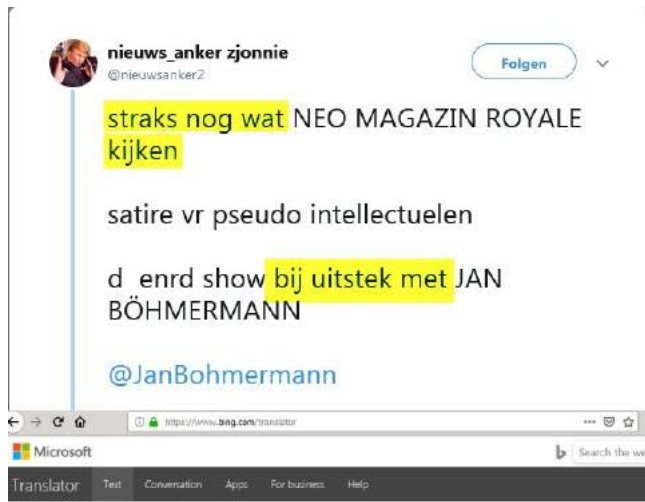 nieuws_anker zjonnie
@nieuwsanker2
Folgen
straks nog wat NEO MAGAZIN ROYALE
kijken
satire vr pseudo intellectuelen
d enrd show bij uitstek met JAN
BÖHMERMANN
@JanBohmermann
https://www.bing.com/translator
Microsoft
Search the we
Translator Text Conversation Apps For business Help